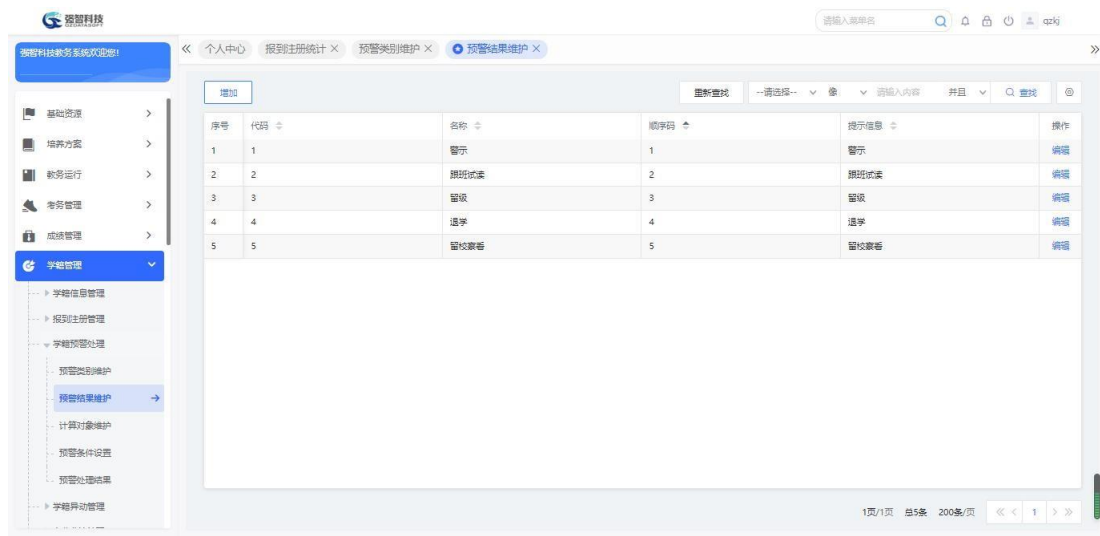 强智科技
QZDATASOFT
请输入菜单名
qzkj
强智科技教务系统欢迎您!
个人中心 报到注册统计 预警类别维护 预警结果维护
增加 重新查找 --请选择-- 像 请输入内容 并且 查找
基础资源
培养方案
教务运行
考务管理
成绩管理
学籍管理
学籍信息管理
报到注册管理
学籍预警处理
预警类别维护
预警结果维护
计算对象维护
预警条件设置
预警处理结果
学籍异动管理
序号 代码 名称 顺序码 提示信息 操作
1 1 警示 1 警示 编辑
2 2 跟班试读 2 跟班试读 编辑
3 3 留级 3 留级 编辑
4 4 退学 4 退学 编辑
5 5 留校察看 5 留校察看 编辑
1页/1页 总5条 200条/页 1